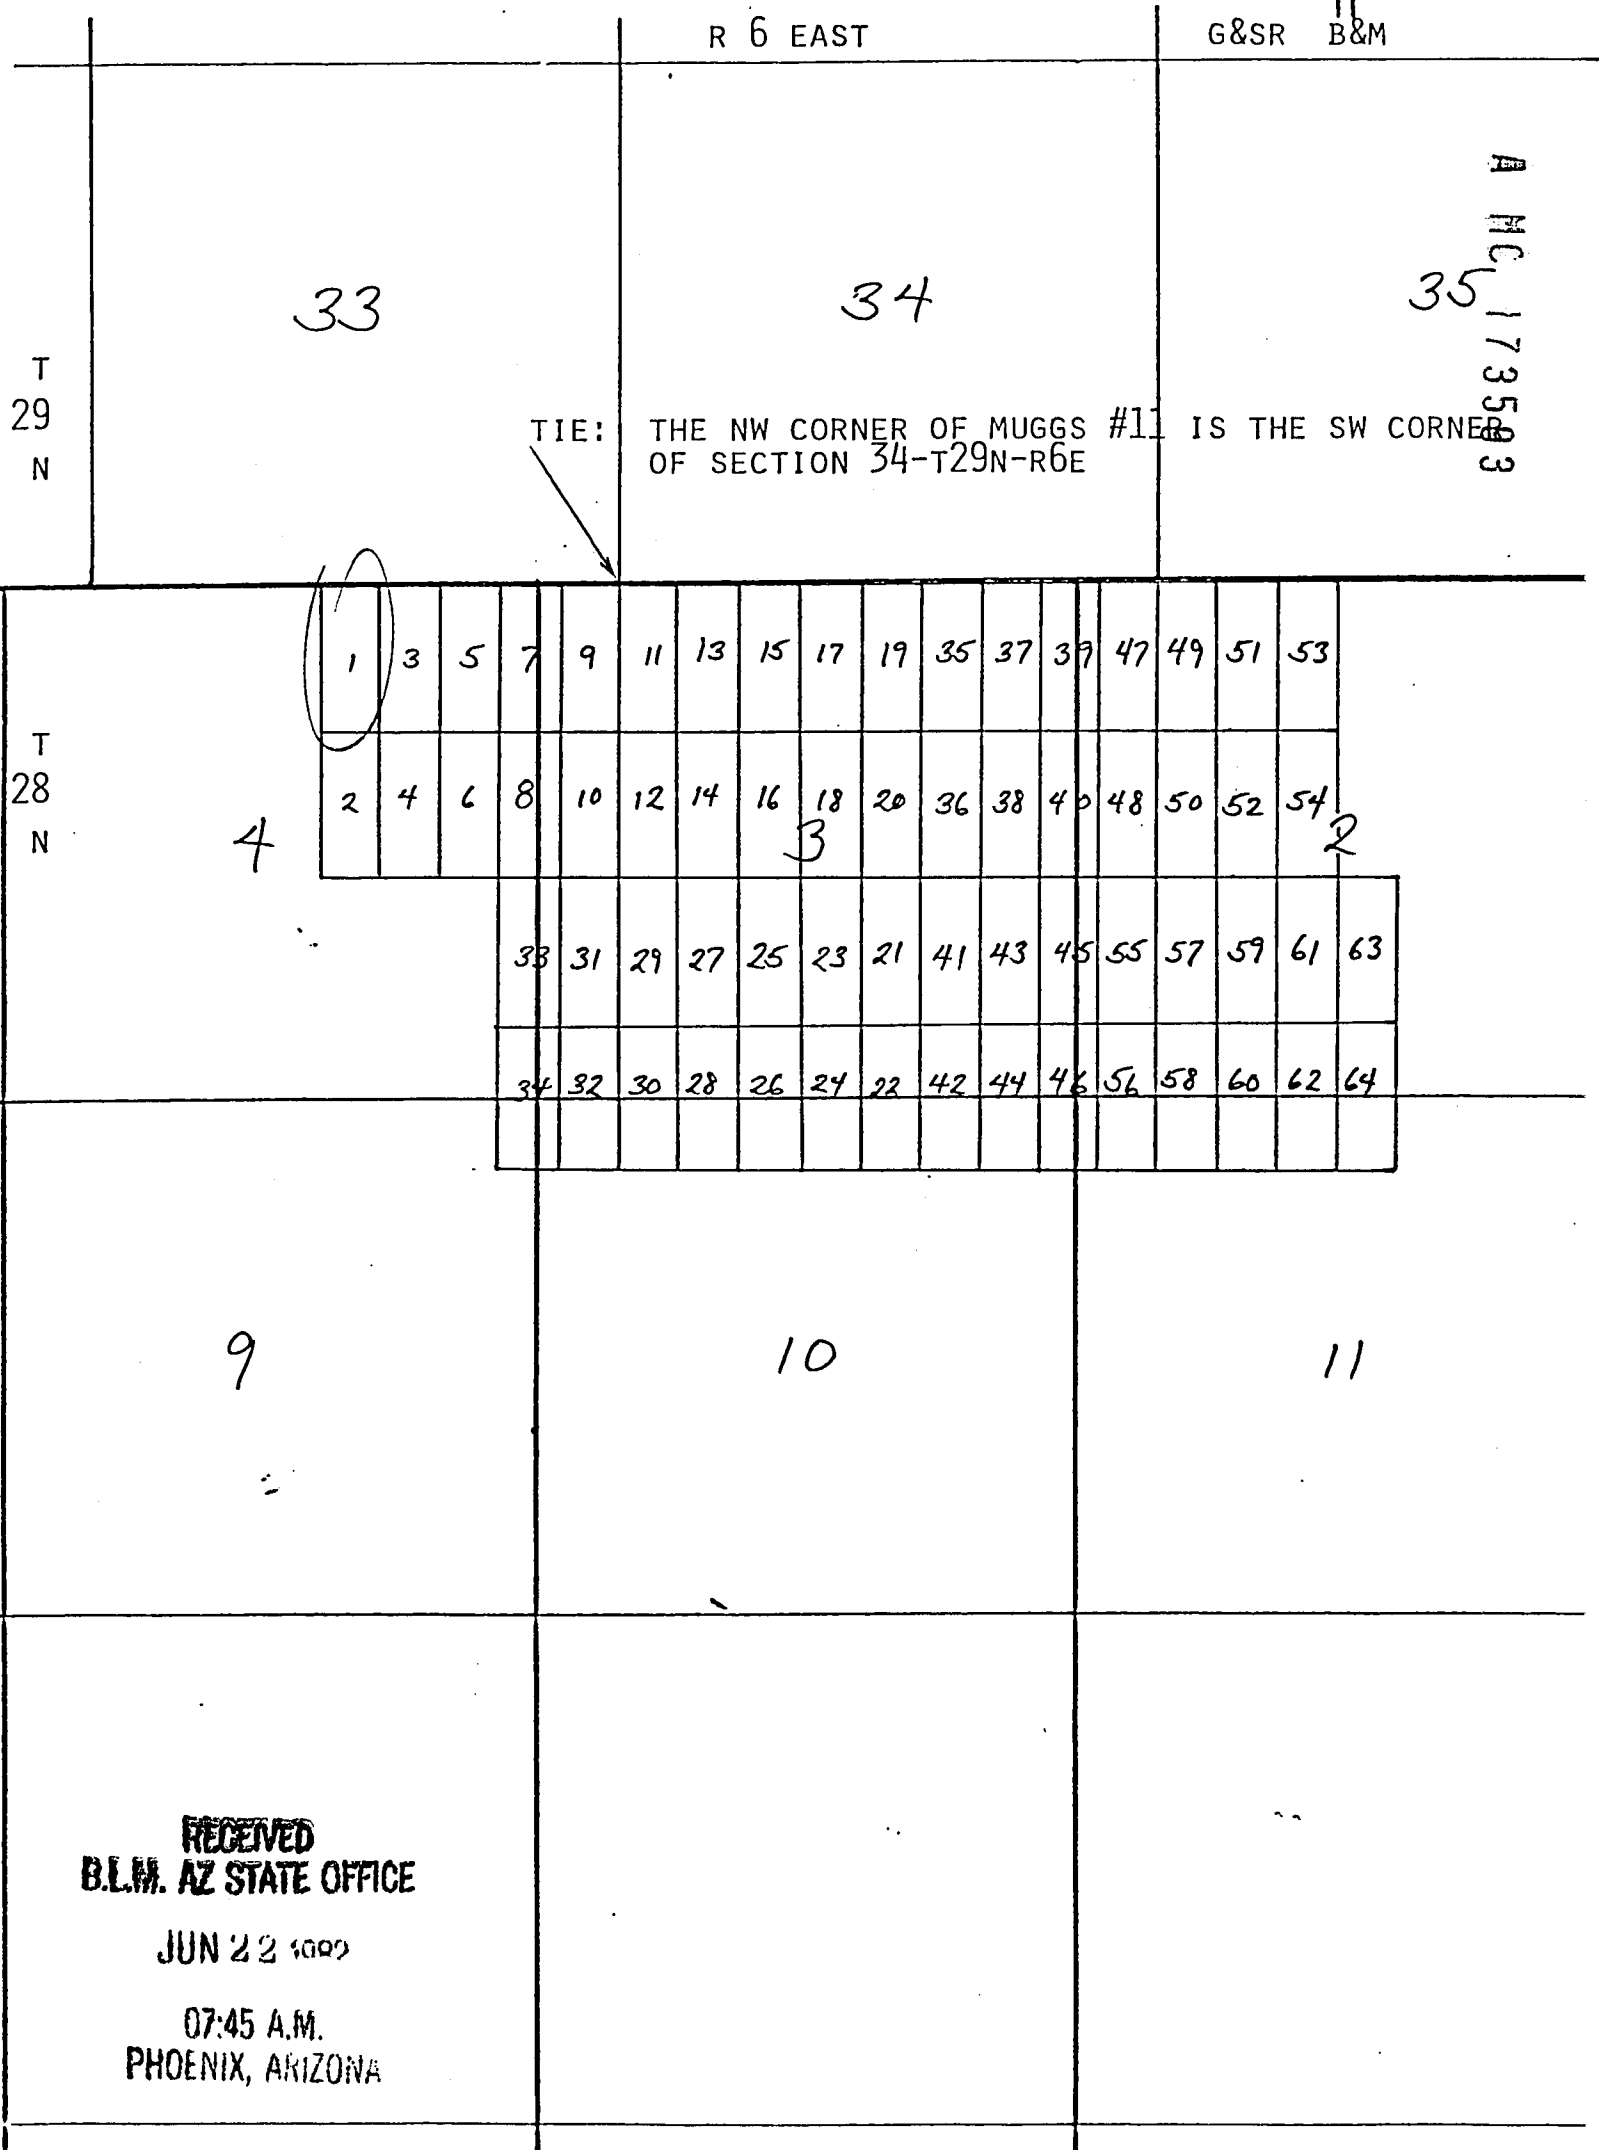 R 6 EAST G&SR B&M
A MC 173503
33 34 35
T
29
N
TIE: THE NW CORNER OF MUGGS #11 IS THE SW CORNER
OF SECTION 34-T29N-R6E
1 3 5 7 9 11 13 15 17 19 35 37 39 47 49 51 53
T
28
N
2 4 6 8 10 12 14 16 18 20 36 38 40 48 50 52 54
4 3 2
33 31 29 27 25 23 21 41 43 45 55 57 59 61 63
34 32 30 28 26 24 22 42 44 46 56 58 60 62 64
9 10 11
RECEIVED
B.L.M. AZ STATE OFFICE
JUN 22
07:45 A.M.
PHOENIX, ARIZONA